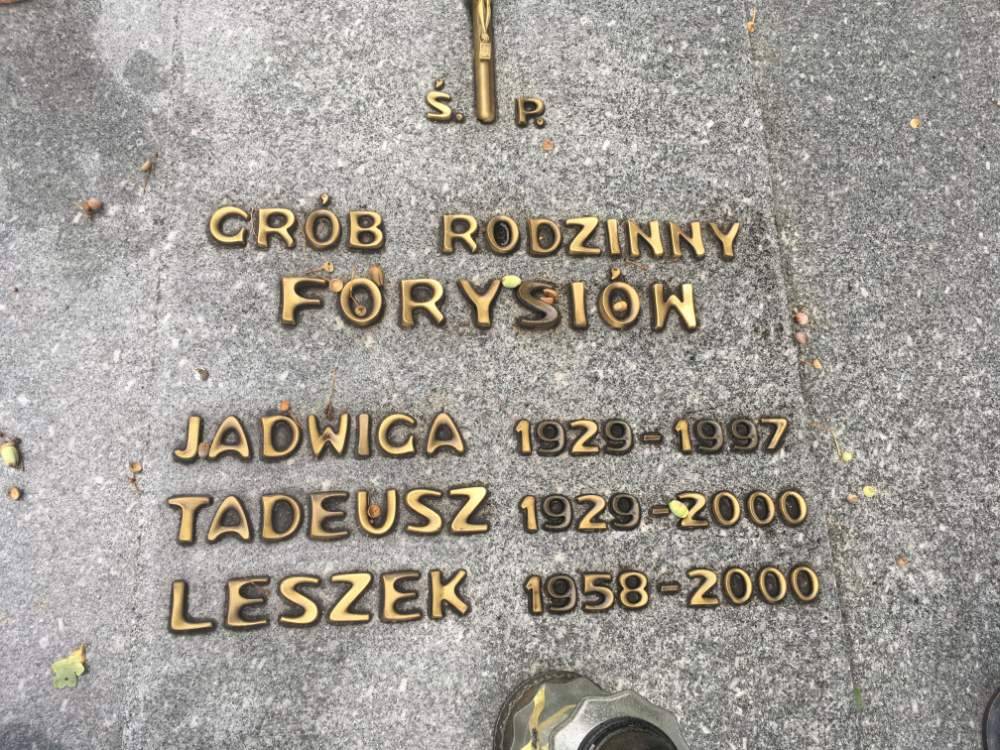 Ś. P.
GRÓB RODZINNY
FORYSIÓW
JADWIGA 1929-1997
TADEUSZ 1929-2000
LESZEK 1958-2000